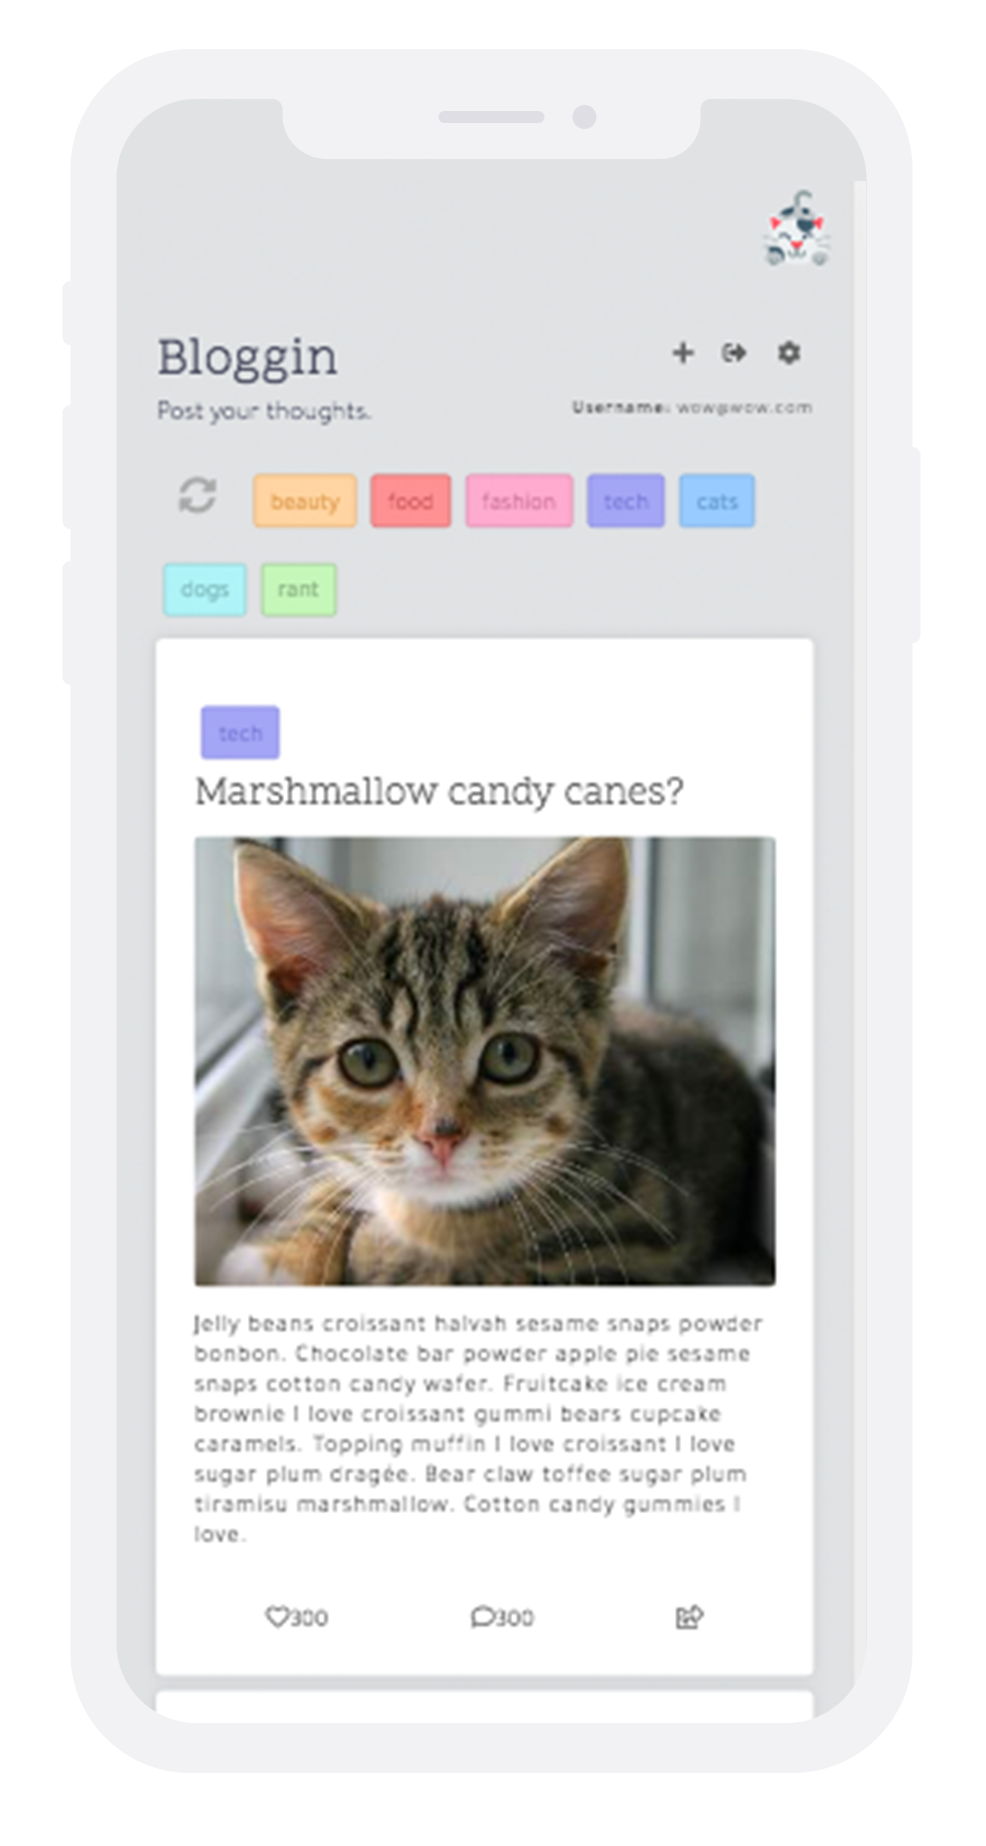 Bloggin
Post your thoughts.
Username: wow@wow.com
beauty food fashion tech cats
dogs rant
tech
Marshmallow candy canes?
Jelly beans croissant halvah sesame snaps powder
bonbon. Chocolate bar powder apple pie sesame
snaps cotton candy wafer. Fruitcake ice cream
brownie I love croissant gummi bears cupcake
caramels. Topping muffin I love croissant I love
sugar plum dragée. Bear claw toffee sugar plum
tiramisu marshmallow. Cotton candy gummies I
love.
300 300